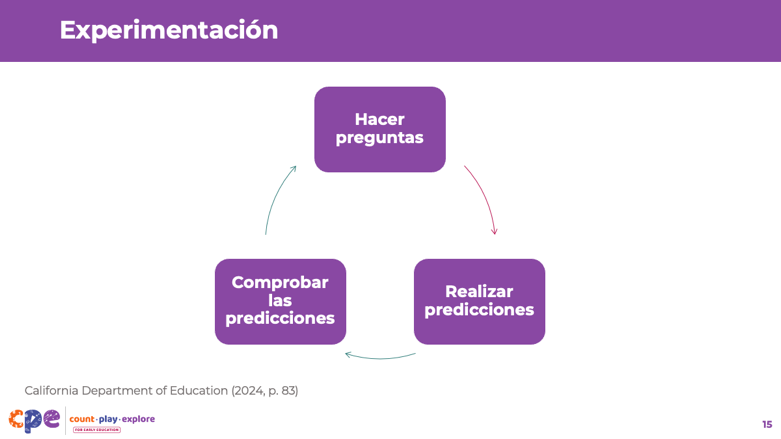 Experimentación
Hacer
preguntas
Realizar
predicciones
Comprobar
las
predicciones
California Department of Education (2024, p. 83)
cpe
count·play·explore
FOR EARLY EDUCATION
15